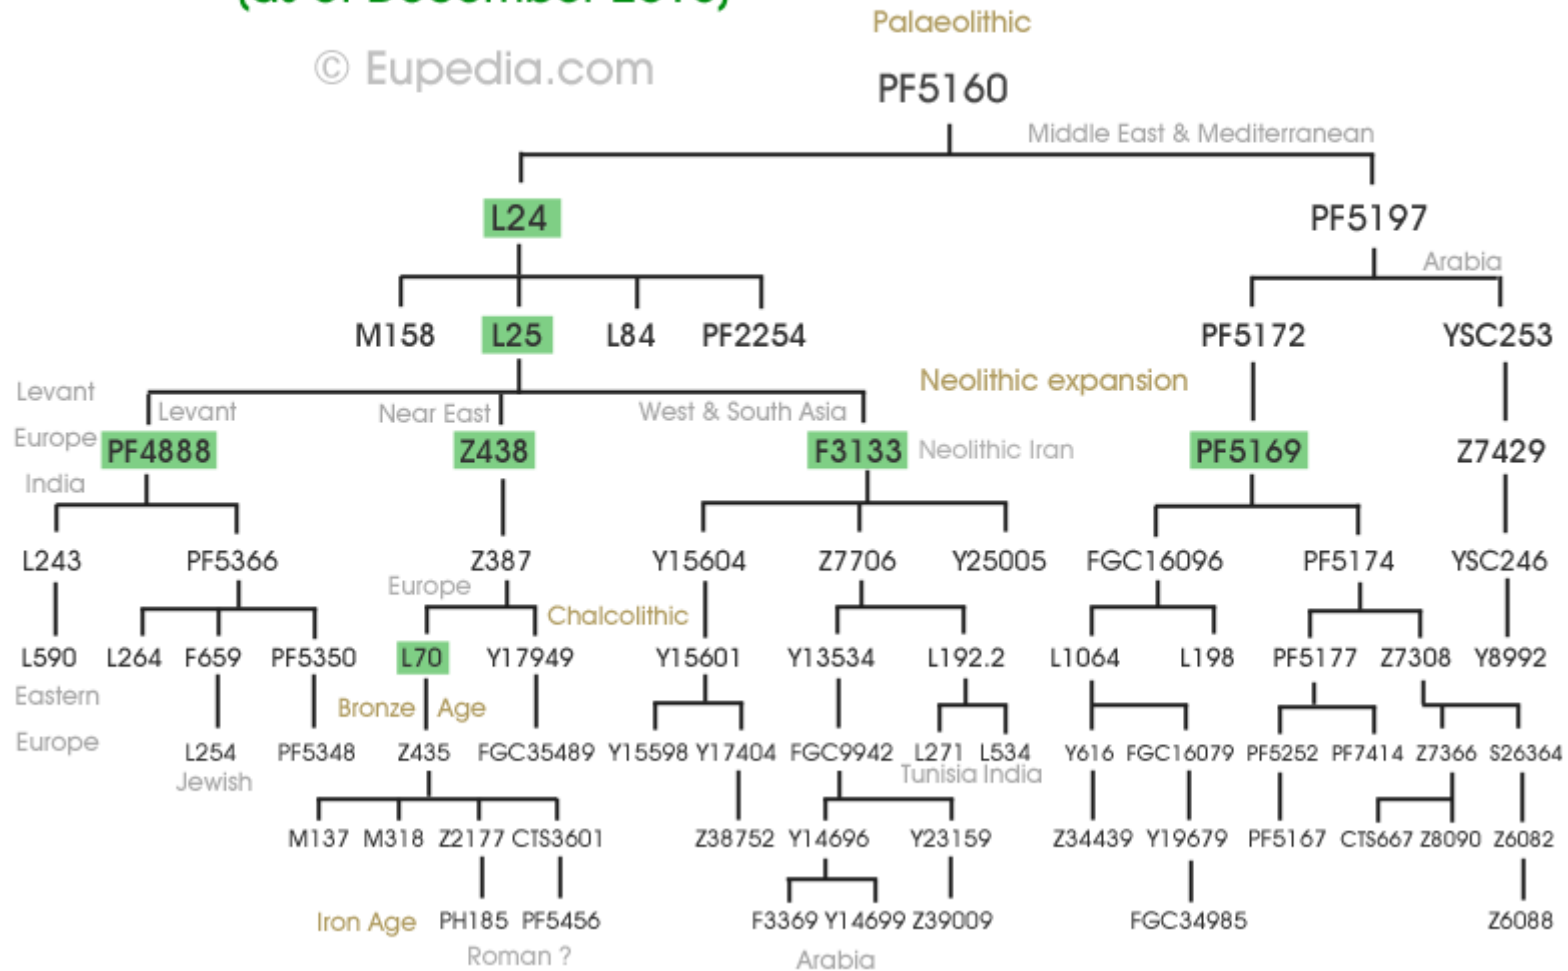 (as of December 2016)
Palaeolithic
© Eupedia.com
PF5160
Middle East & Mediterranean
L24 PF5197
Arabia
M158 L25 L84 PF2254 PF5172 YSC253
Neolithic expansion
Levant
Levant Near East West & South Asia
Europe PF4888 Z438 F3133 Neolithic Iran PF5169 Z7429
India
L243 PF5366 Z387 Y15604 Z7706 Y25005 FGC16096 PF5174 YSC246
Europe
Chalcolithic
L590 L264 F659 PF5350 L70 Y17949 Y15601 Y13534 L192.2 L1064 L198 PF5177 Z7308 Y8992
Eastern
Bronze Age
Europe
L254 PF5348 Z435 FGC35489 Y15598 Y17404 FGC9942 L271 L534 Y616 FGC16079 PF5252 PF7414 Z7366 S26364
Jewish Tunisia India
M137 M318 Z2177 CTS3601 Z38752 Y14696 Y23159 Z34439 Y19679 PF5167 CTS667 Z8090 Z6082
Iron Age PH185 PF5456 F3369 Y14699 Z39009 FGC34985 Z6088
Roman ? Arabia